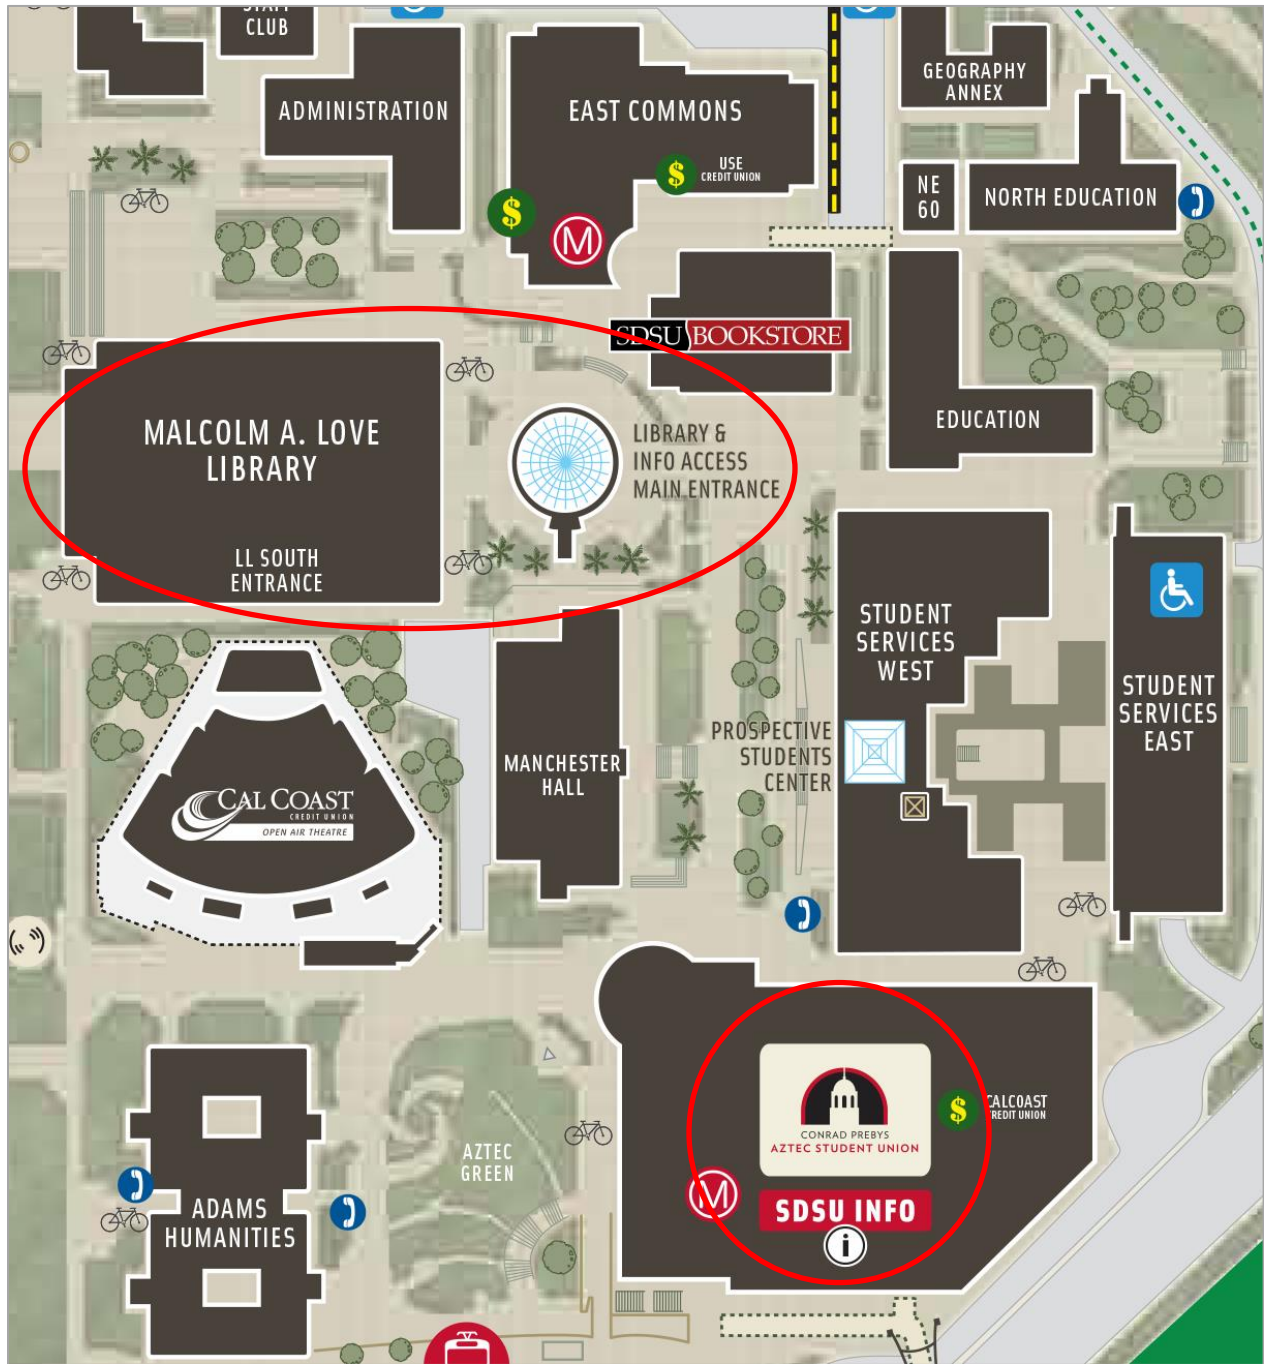 STAFF
CLUB
ADMINISTRATION
EAST COMMONS
USE
CREDIT UNION
$
$
M
GEOGRAPHY
ANNEX
NE
60
NORTH EDUCATION
SDSU BOOKSTORE
EDUCATION
MALCOLM A. LOVE
LIBRARY
LL SOUTH
ENTRANCE
LIBRARY &
INFO ACCESS
MAIN ENTRANCE
STUDENT
SERVICES
WEST
STUDENT
SERVICES
EAST
PROSPECTIVE
STUDENTS
CENTER
MANCHESTER
HALL
CAL COAST
CREDIT UNION
OPEN AIR THEATRE
CONRAD PREBYS
AZTEC STUDENT UNION
$
CALCOAST
CREDIT UNION
M
SDSU INFO
i
AZTEC
GREEN
ADAMS
HUMANITIES